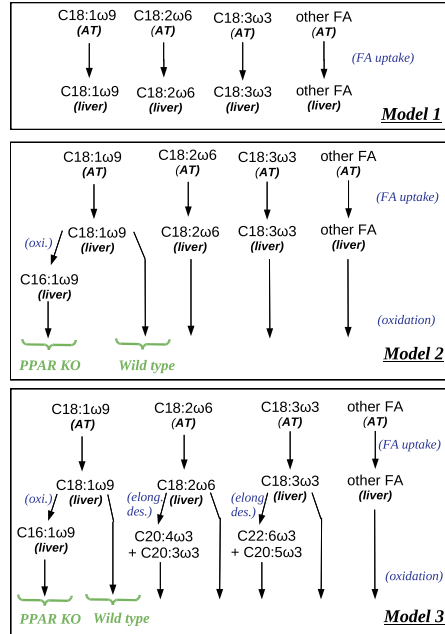 C18:1ω9 C18:2ω6 C18:3ω3 other FA
(AT) (AT) (AT) (AT)
(FA uptake)
C18:1ω9 C18:2ω6 C18:3ω3 other FA
(liver) (liver) (liver) (liver)
Model 1
C18:1ω9 C18:2ω6 C18:3ω3 other FA
(AT) (AT) (AT) (AT)
(FA uptake)
C18:1ω9 C18:2ω6 C18:3ω3 other FA
(oxi.) (liver) (liver) (liver) (liver)
C16:1ω9
(liver)
(oxidation)
PPAR KO Wild type
Model 2
C18:1ω9 C18:2ω6 C18:3ω3 other FA
(AT) (AT) (AT) (AT)
(FA uptake)
C18:1ω9 C18:2ω6 C18:3ω3 other FA
(oxi.) (liver) (elong. (liver) (elong. (liver) (liver)
des.) des.)
C16:1ω9 C20:4ω3 C22:6ω3
(liver) + C20:3ω3 + C20:5ω3
(oxidation)
PPAR KO Wild type
Model 3